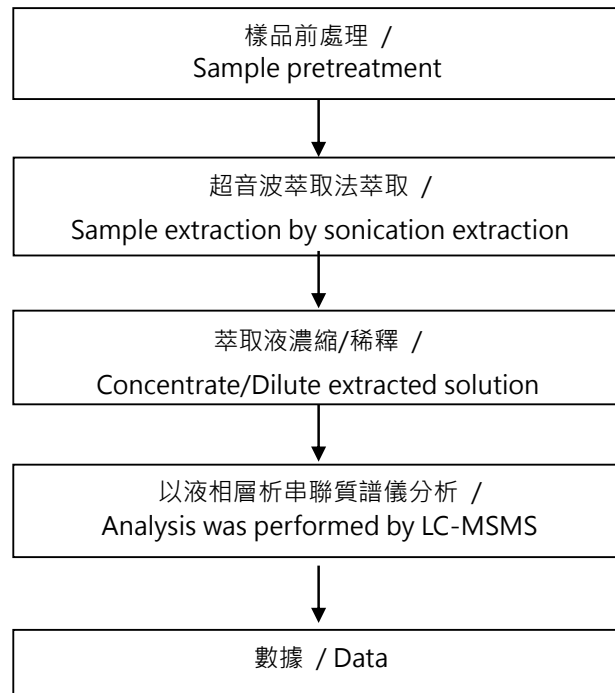 樣品前處理 /
Sample pretreatment
超音波萃取法萃取 /
Sample extraction by sonication extraction
萃取液濃縮/稀釋 /
Concentrate/Dilute extracted solution
以液相層析串聯質譜儀分析 /
Analysis was performed by LC-MSMS
數據 / Data